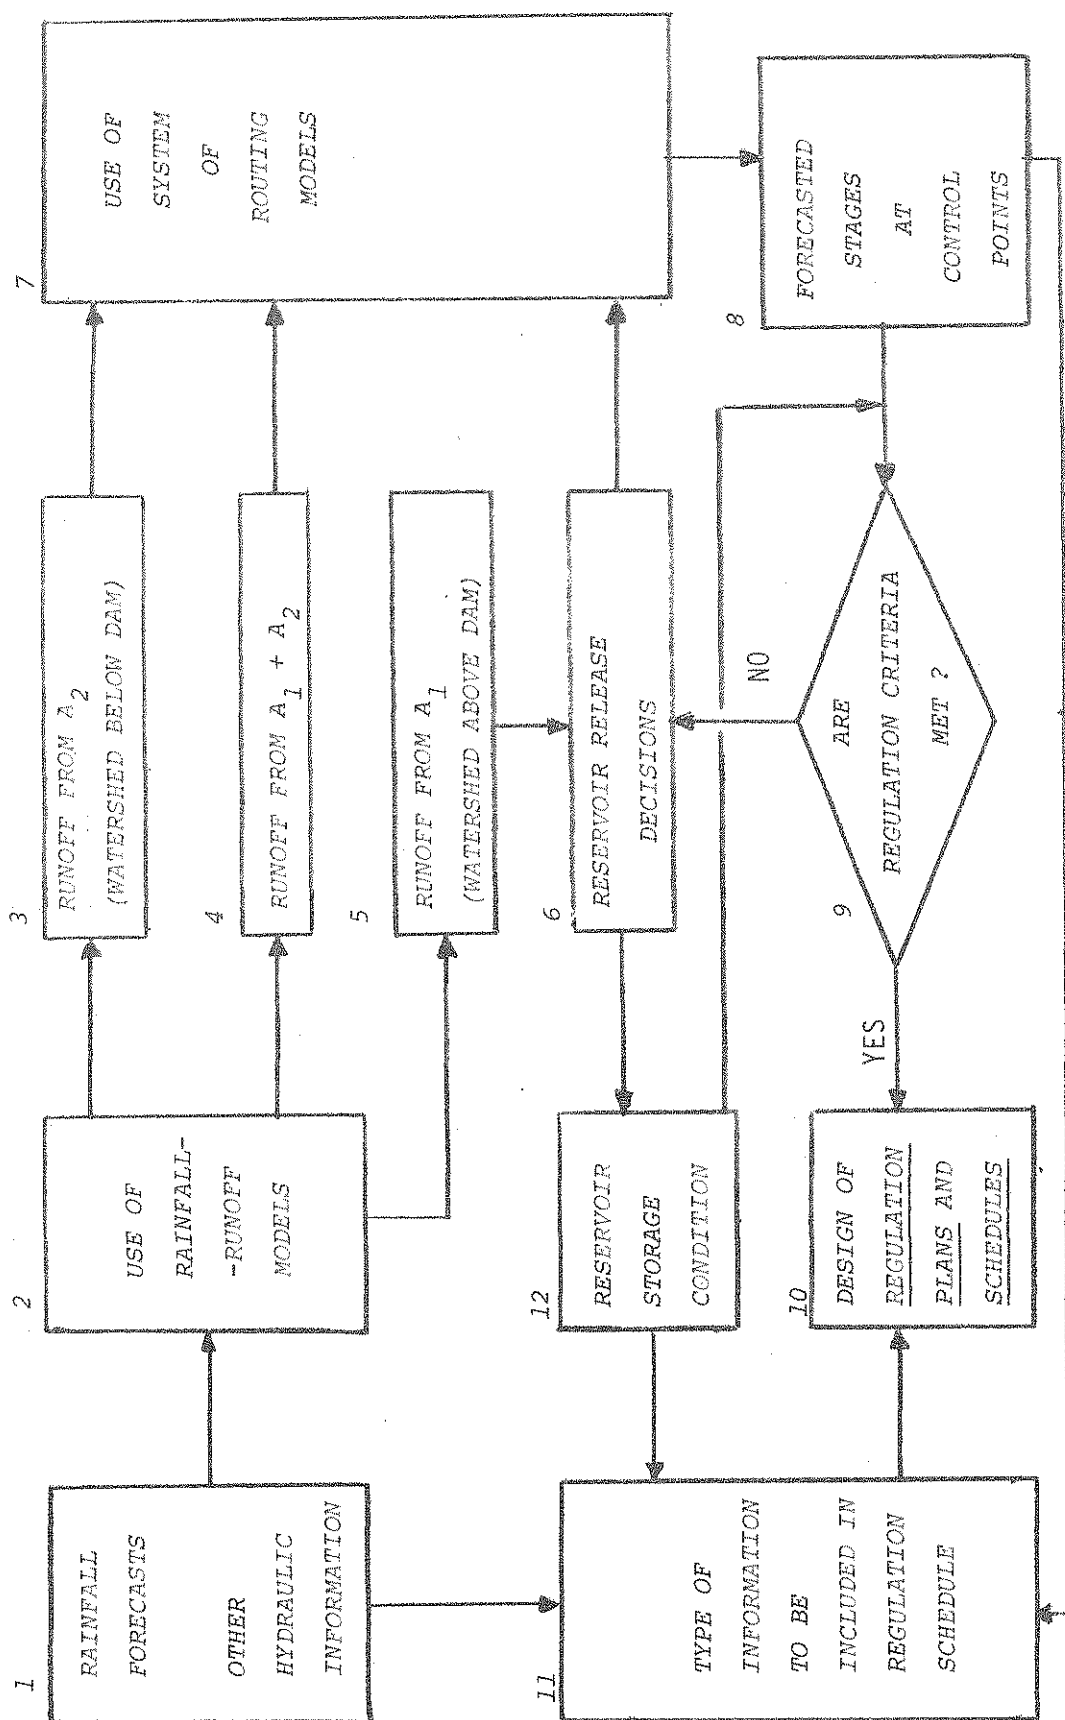 1
RAINFALL
FORECASTS
OTHER
HYDRAULIC
INFORMATION
2
USE OF
RAINFALL-
-RUNOFF
MODELS
3
RUNOFF FROM A2
(WATERSHED BELOW DAM)
4
RUNOFF FROM A1 + A2
5
RUNOFF FROM A1
(WATERSHED ABOVE DAM)
6
RESERVOIR RELEASE
DECISIONS
7
USE OF
SYSTEM
OF
ROUTING
MODELS
8
FORECASTED
STAGES
AT
CONTROL
POINTS
9
ARE
REGULATION CRITERIA
MET ?
NO
YES
10
DESIGN OF
REGULATION
PLANS AND
SCHEDULES
11
TYPE OF
INFORMATION
TO BE
INCLUDED IN
REGULATION
SCHEDULE
12
RESERVOIR
STORAGE
CONDITION